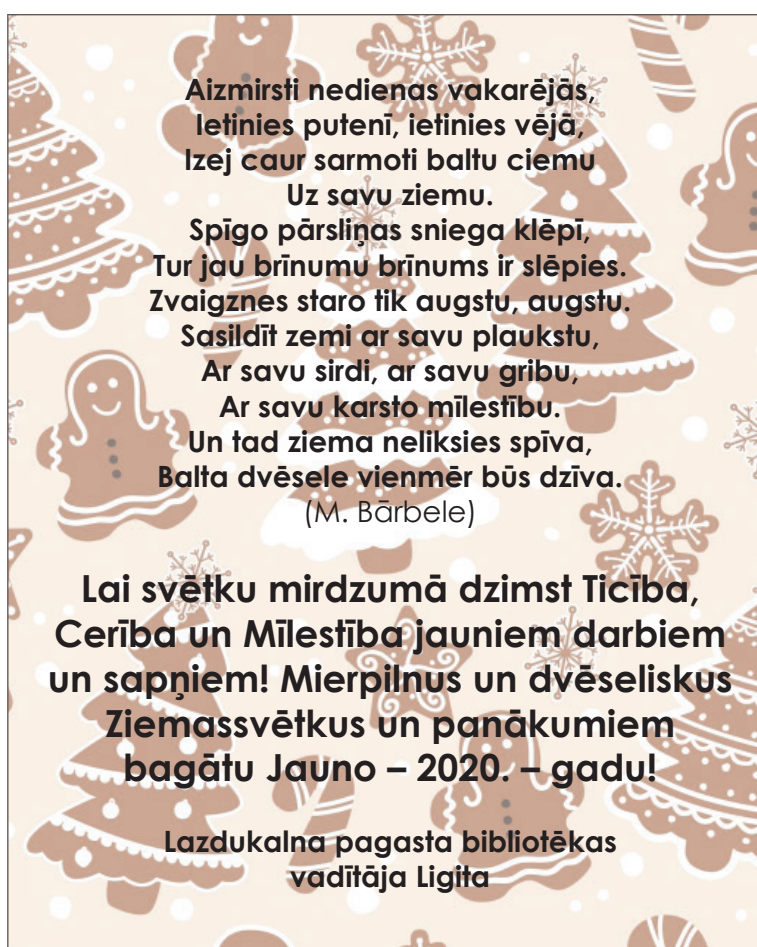 Aizmirsti nedienas vakarējās,
Ietinies putenī, ietinies vējā,
Izej caur sarmoti baltu ciemu
Uz savu ziemu.
Spīgo pārsliņas sniega klēpī,
Tur jau brīnumu brīnums ir slēpies.
Zvaigznes staro tik augstu, augstu.
Sasildīt zemi ar savu plaukstu,
Ar savu sirdi, ar savu gribu,
Ar savu karsto mīlestību.
Un tad ziema neliksies spīva,
Balta dvēsele vienmēr būs dzīva.
(M. Bārbele)
Lai svētku mirdzumā dzimst Ticība,
Cerība un Mīlestība jauniem darbiem
un sapņiem! Mierpilnus un dvēseliskus
Ziemassvētkus un panākumiem
bagātu Jauno – 2020. – gadu!
Lazdukalna pagasta bibliotēkas
vadītāja Ligita